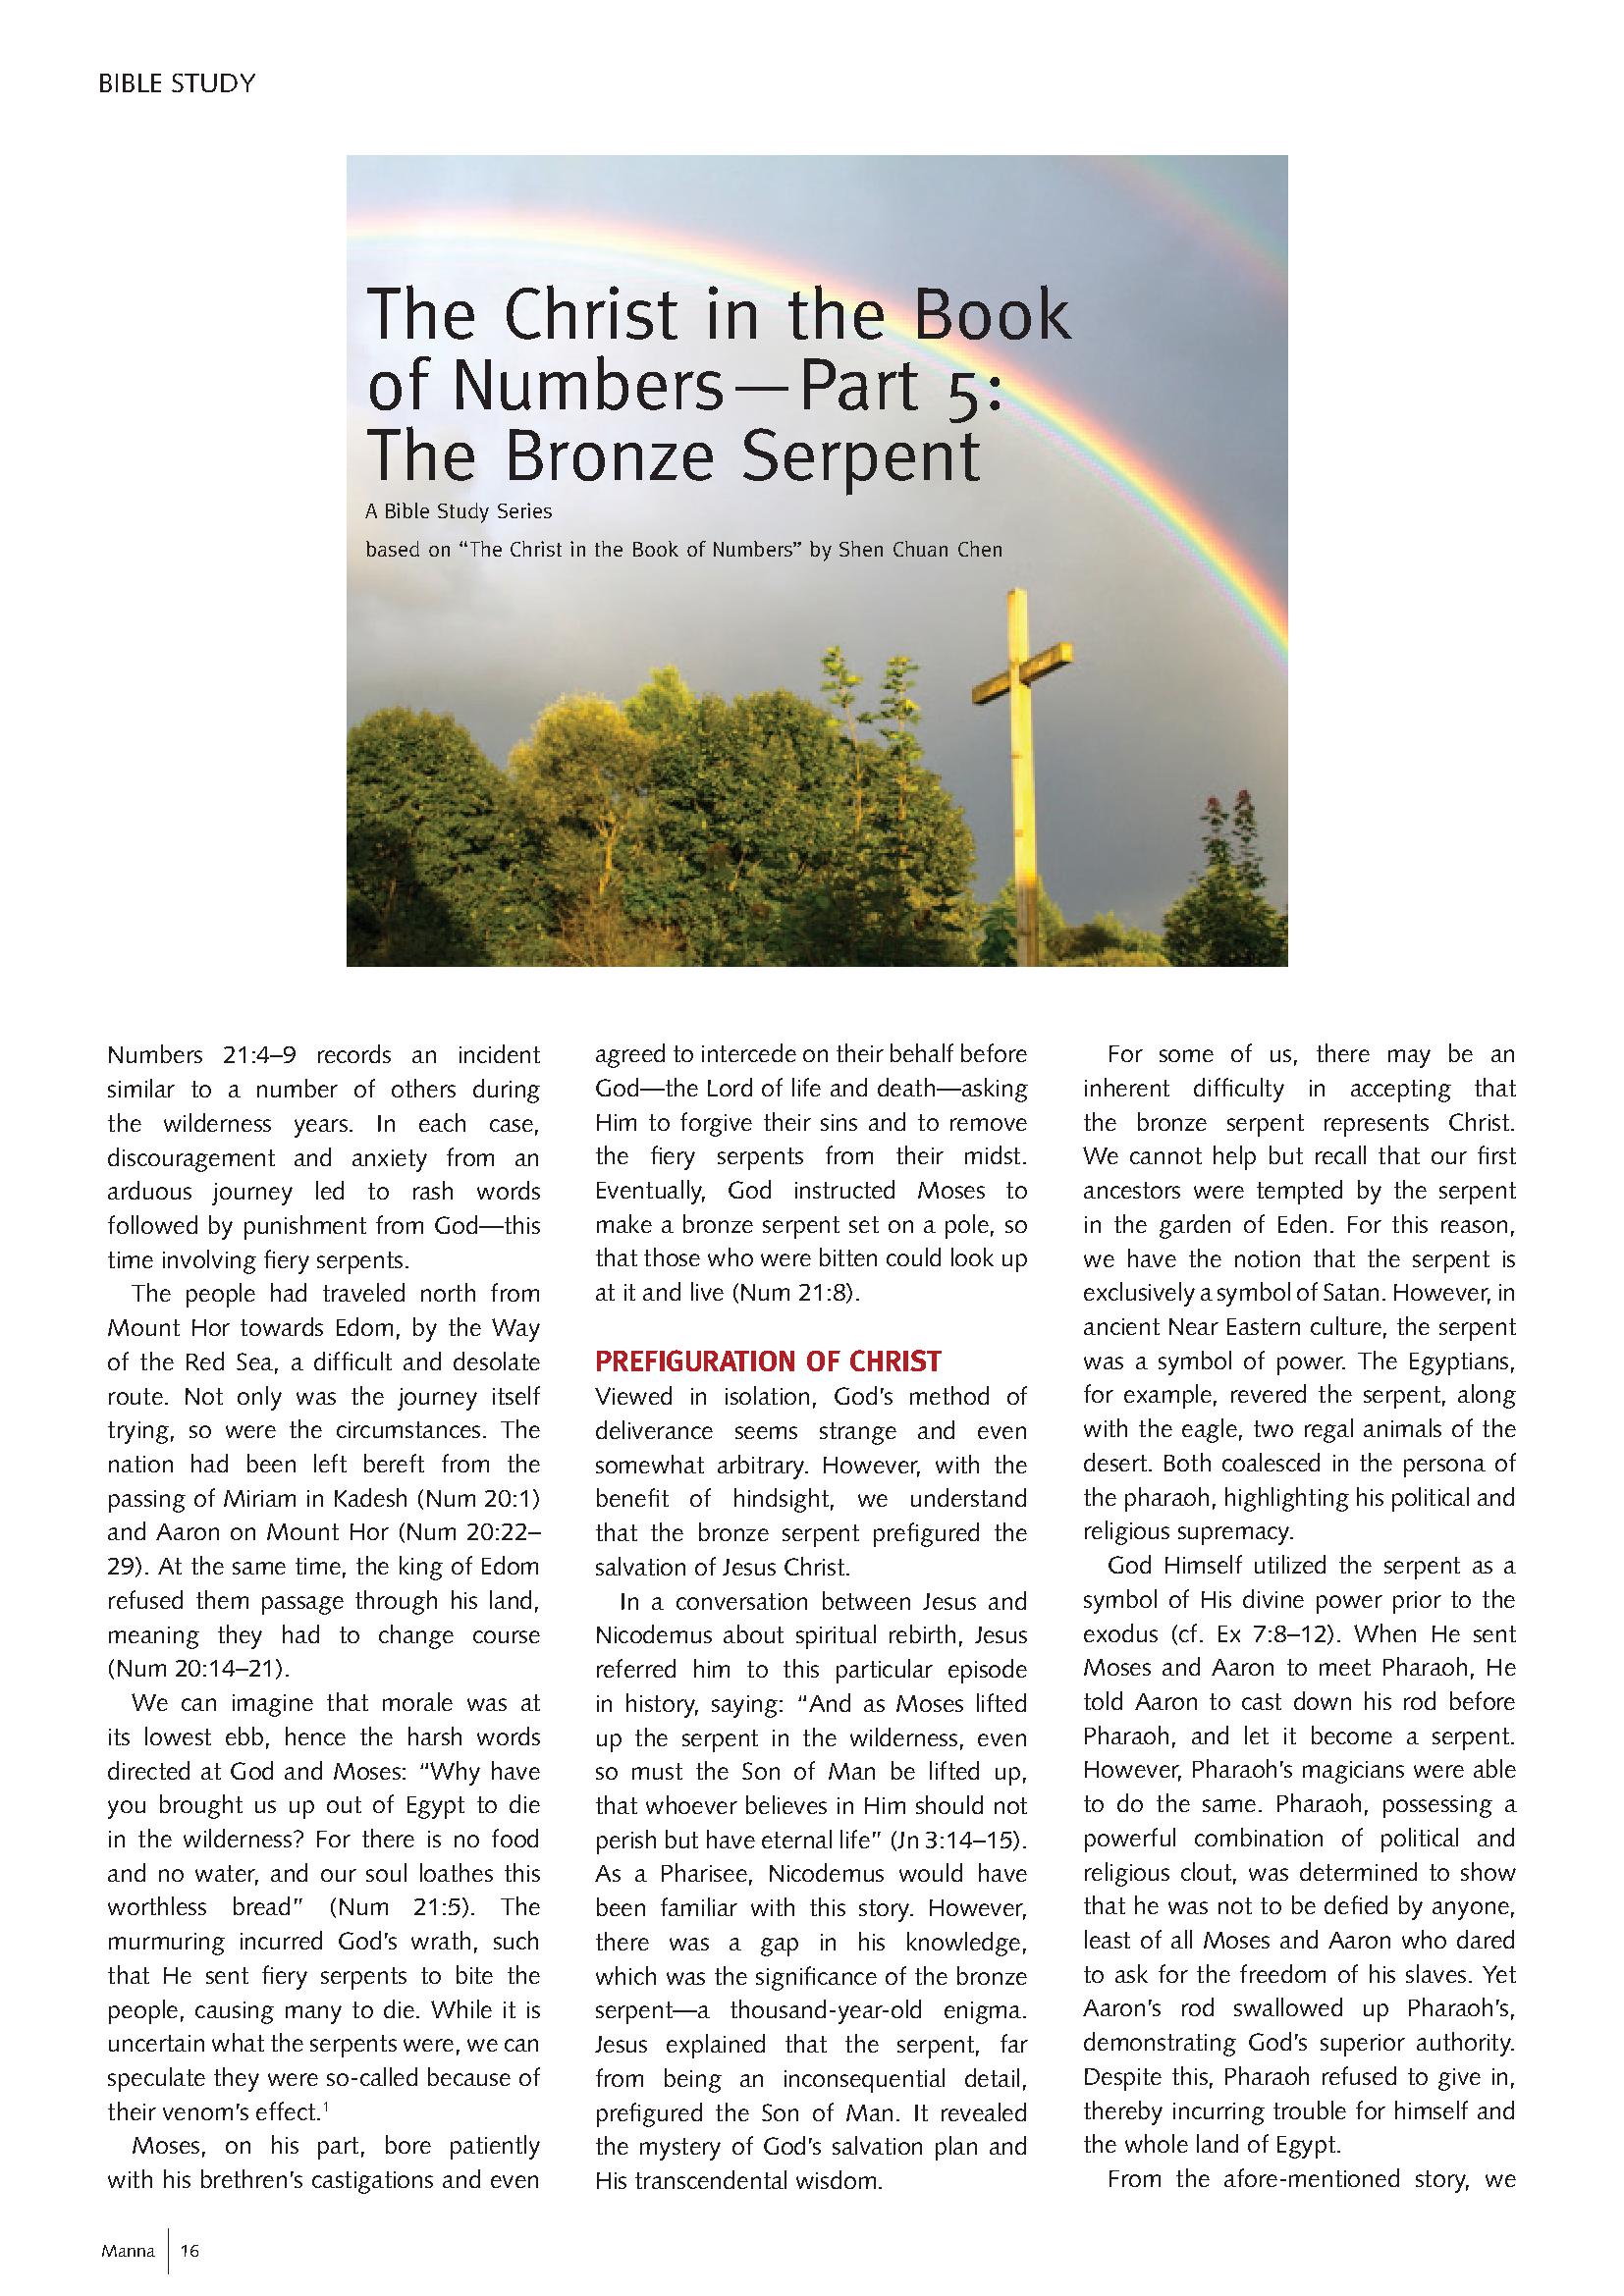 BIBLE STUDY
The Christ in the Book
of Numbers—Part 5:
The Bronze Serpent
A Bible Study Series
based on “The Christ in the Book of Numbers” by Shen Chuan Chen
Numbers 21:4–9 records an incident
similar to a number of others during
the wilderness years. In each case,
discouragement and anxiety from an
arduous journey led to rash words
followed by punishment from God—this
time involving fiery serpents.
The people had traveled north from
Mount Hor towards Edom, by the Way
of the Red Sea, a difficult and desolate
route. Not only was the journey itself
trying, so were the circumstances. The
nation had been left bereft from the
passing of Miriam in Kadesh (Num 20:1)
and Aaron on Mount Hor (Num 20:22–
29). At the same time, the king of Edom
refused them passage through his land,
meaning they had to change course
(Num 20:14–21).
We can imagine that morale was at
its lowest ebb, hence the harsh words
directed at God and Moses: “Why have
you brought us up out of Egypt to die
in the wilderness? For there is no food
and no water, and our soul loathes this
worthless bread” (Num 21:5). The
murmuring incurred God’s wrath, such
that He sent fiery serpents to bite the
people, causing many to die. While it is
uncertain what the serpents were, we can
speculate they were so-called because of
their venom’s effect.¹
Moses, on his part, bore patiently
with his brethren’s castigations and even
agreed to intercede on their behalf before
God—the Lord of life and death—asking
Him to forgive their sins and to remove
the fiery serpents from their midst.
Eventually, God instructed Moses to
make a bronze serpent set on a pole, so
that those who were bitten could look up
at it and live (Num 21:8).
PREFIGURATION OF CHRIST
Viewed in isolation, God’s method of
deliverance seems strange and even
somewhat arbitrary. However, with the
benefit of hindsight, we understand
that the bronze serpent prefigured the
salvation of Jesus Christ.
In a conversation between Jesus and
Nicodemus about spiritual rebirth, Jesus
referred him to this particular episode
in history, saying: “And as Moses lifted
up the serpent in the wilderness, even
so must the Son of Man be lifted up,
that whoever believes in Him should not
perish but have eternal life” (Jn 3:14–15).
As a Pharisee, Nicodemus would have
been familiar with this story. However,
there was a gap in his knowledge,
which was the significance of the bronze
serpent—a thousand-year-old enigma.
Jesus explained that the serpent, far
from being an inconsequential detail,
prefigured the Son of Man. It revealed
the mystery of God’s salvation plan and
His transcendental wisdom.
For some of us, there may be an
inherent difficulty in accepting that
the bronze serpent represents Christ.
We cannot help but recall that our first
ancestors were tempted by the serpent
in the garden of Eden. For this reason,
we have the notion that the serpent is
exclusively a symbol of Satan. However, in
ancient Near Eastern culture, the serpent
was a symbol of power. The Egyptians,
for example, revered the serpent, along
with the eagle, two regal animals of the
desert. Both coalesced in the persona of
the pharaoh, highlighting his political and
religious supremacy.
God Himself utilized the serpent as a
symbol of His divine power prior to the
exodus (cf. Ex 7:8–12). When He sent
Moses and Aaron to meet Pharaoh, He
told Aaron to cast down his rod before
Pharaoh, and let it become a serpent.
However, Pharaoh’s magicians were able
to do the same. Pharaoh, possessing a
powerful combination of political and
religious clout, was determined to show
that he was not to be defied by anyone,
least of all Moses and Aaron who dared
to ask for the freedom of his slaves. Yet
Aaron’s rod swallowed up Pharaoh’s,
demonstrating God’s superior authority.
Despite this, Pharaoh refused to give in,
thereby incurring trouble for himself and
the whole land of Egypt.
From the afore-mentioned story, we
Manna 16